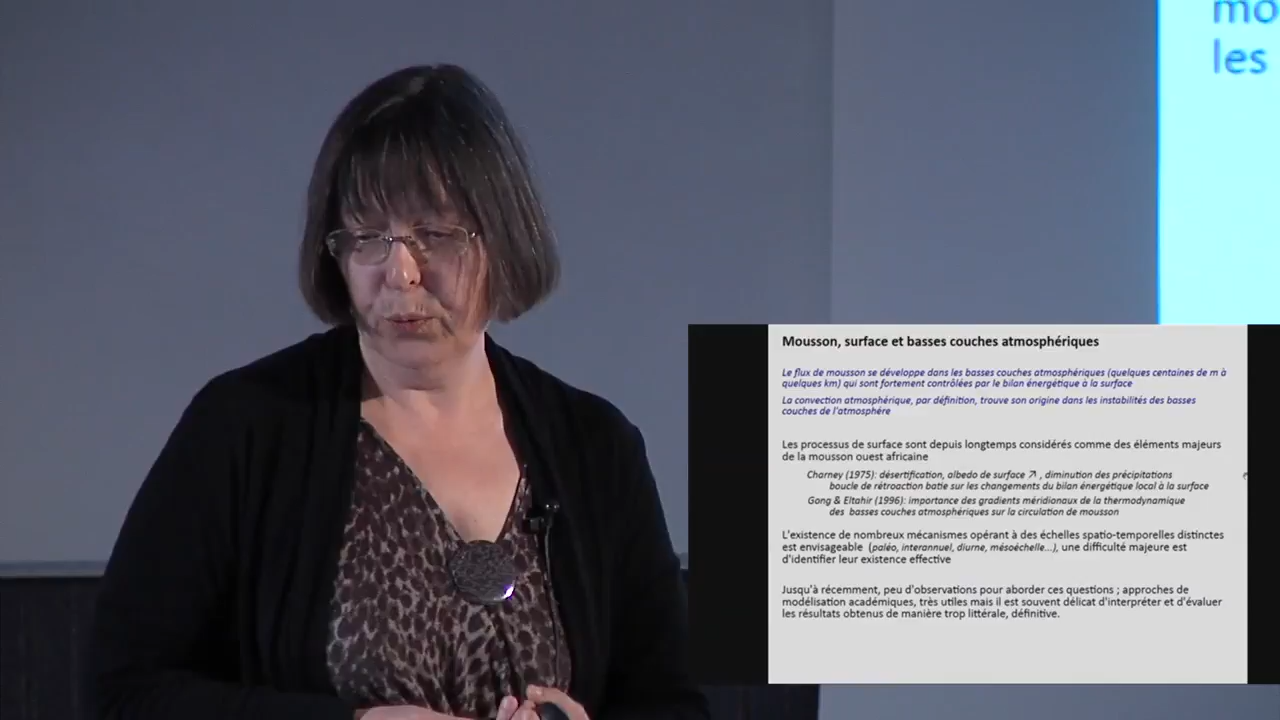 mo
les
Mousson, surface et basses couches atmosphériques
Le flux de mousson se développe dans les basses couches atmosphériques (quelques centaines de m à
quelques km) qui sont fortement contrôlées par le bilan énergétique à la surface
La convection atmosphérique, par définition, trouve son origine dans les instabilités des basses
couches de l'atmosphére
Les processus de surface sont depuis longtemps considérés comme des éléments majeurs
de la mousson ouest africaine
Charney (1975): désertification, albedo de surface ↗ , diminution des précipitations
boucle de rétroaction batie sur les changements du bilan énergétique local à la surface
Gong & Eltahir (1996): importance des gradients méridionaux de la thermodynamique
des basses couches atmosphériques sur la circulation de mousson
L'existence de nombreux mécanismes opérant à des échelles spatio-temporelles distinctes
est envisageable (paléo, interannuel, diurne, mésoéchelle...), une difficulté majeure est
d'identifier leur existence effective
Jusqu'à récemment, peu d'observations pour aborder ces questions ; approches de
modélisation académiques, très utiles mais il est souvent délicat d'interpréter et d'évaluer
les résultats obtenus de manière trop littérale, définitive.